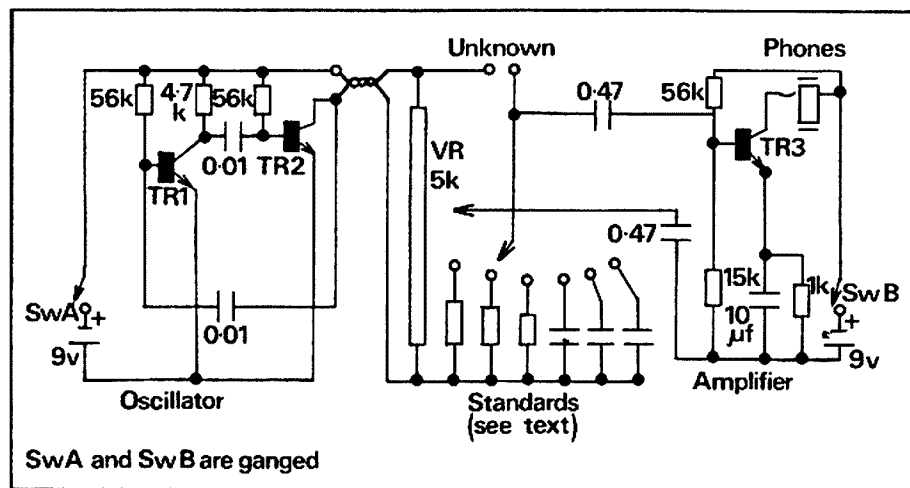 Unknown
Phones
56k
4·7
k
56k
0·01
TR1
TR2
0·01
SwA
+
9v
Oscillator
VR
5k
0·47
0·47
Standards
(see text)
56k
TR3
15k
10
µf
1k
SwB
+
9v
Amplifier
SwA and SwB are ganged